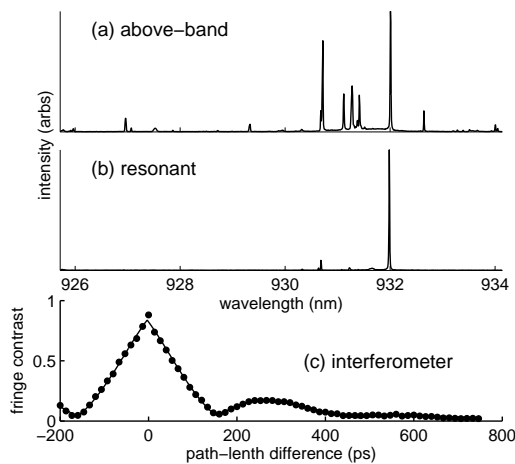 (a) above−band
intensity (arbs)
(b) resonant
926 928 930 932 934
wavelength (nm)
1
0.5
0
fringe contrast
(c) interferometer
−200 0 200 400 600 800
path−lenth difference (ps)